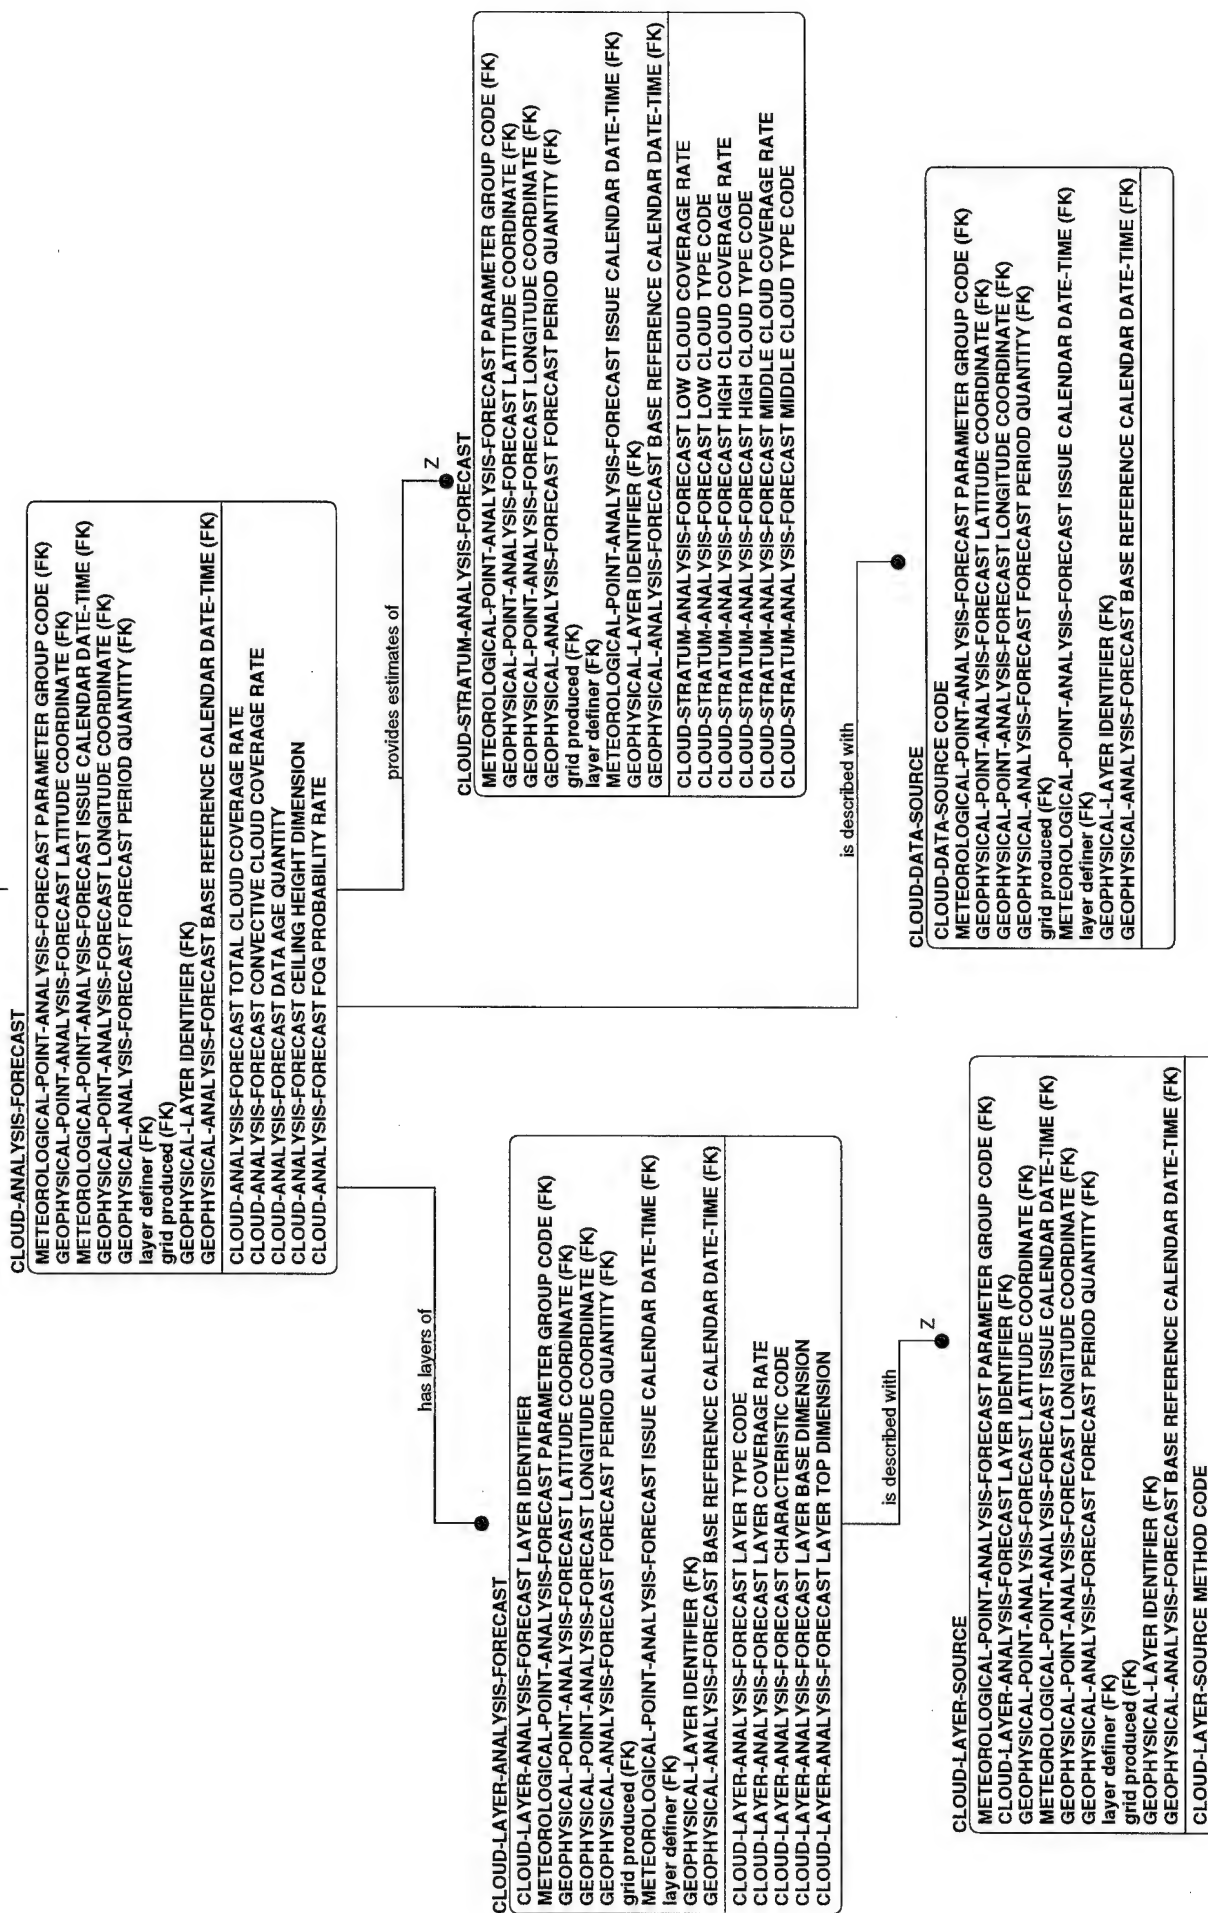 CLOUD-ANALYSIS-FORECAST
METEOROLOGICAL-POINT-ANALYSIS-FORECAST PARAMETER GROUP CODE (FK)
GEOPHYSICAL-POINT-ANALYSIS-FORECAST LATITUDE COORDINATE (FK)
METEOROLOGICAL-POINT-ANALYSIS-FORECAST ISSUE CALENDAR DATE-TIME (FK)
GEOPHYSICAL-POINT-ANALYSIS-FORECAST LONGITUDE COORDINATE (FK)
GEOPHYSICAL-ANALYSIS-FORECAST FORECAST PERIOD QUANTITY (FK)
layer definer (FK)
grid produced (FK)
GEOPHYSICAL-LAYER IDENTIFIER (FK)
GEOPHYSICAL-ANALYSIS-FORECAST BASE REFERENCE CALENDAR DATE-TIME (FK)
CLOUD-ANALYSIS-FORECAST TOTAL CLOUD COVERAGE RATE
CLOUD-ANALYSIS-FORECAST CONVECTIVE CLOUD COVERAGE RATE
CLOUD-ANALYSIS-FORECAST DATA AGE QUANTITY
CLOUD-ANALYSIS-FORECAST CEILING HEIGHT DIMENSION
CLOUD-ANALYSIS-FORECAST FOG PROBABILITY RATE
has layers of
provides estimates of
Z
CLOUD-LAYER-ANALYSIS-FORECAST
CLOUD-LAYER-ANALYSIS-FORECAST LAYER IDENTIFIER
METEOROLOGICAL-POINT-ANALYSIS-FORECAST PARAMETER GROUP CODE (FK)
GEOPHYSICAL-POINT-ANALYSIS-FORECAST LATITUDE COORDINATE (FK)
GEOPHYSICAL-POINT-ANALYSIS-FORECAST LONGITUDE COORDINATE (FK)
GEOPHYSICAL-ANALYSIS-FORECAST FORECAST PERIOD QUANTITY (FK)
grid produced (FK)
METEOROLOGICAL-POINT-ANALYSIS-FORECAST ISSUE CALENDAR DATE-TIME (FK)
layer definer (FK)
GEOPHYSICAL-LAYER IDENTIFIER (FK)
GEOPHYSICAL-ANALYSIS-FORECAST BASE REFERENCE CALENDAR DATE-TIME (FK)
CLOUD-LAYER-ANALYSIS-FORECAST LAYER TYPE CODE
CLOUD-LAYER-ANALYSIS-FORECAST LAYER COVERAGE RATE
CLOUD-LAYER-ANALYSIS-FORECAST CHARACTERISTIC CODE
CLOUD-LAYER-ANALYSIS-FORECAST LAYER BASE DIMENSION
CLOUD-LAYER-ANALYSIS-FORECAST LAYER TOP DIMENSION
CLOUD-STRATUM-ANALYSIS-FORECAST
METEOROLOGICAL-POINT-ANALYSIS-FORECAST PARAMETER GROUP CODE (FK)
GEOPHYSICAL-POINT-ANALYSIS-FORECAST LATITUDE COORDINATE (FK)
GEOPHYSICAL-POINT-ANALYSIS-FORECAST LONGITUDE COORDINATE (FK)
GEOPHYSICAL-ANALYSIS-FORECAST FORECAST PERIOD QUANTITY (FK)
grid produced (FK)
layer definer (FK)
METEOROLOGICAL-POINT-ANALYSIS-FORECAST ISSUE CALENDAR DATE-TIME (FK)
GEOPHYSICAL-LAYER IDENTIFIER (FK)
GEOPHYSICAL-ANALYSIS-FORECAST BASE REFERENCE CALENDAR DATE-TIME (FK)
CLOUD-STRATUM-ANALYSIS-FORECAST LOW CLOUD COVERAGE RATE
CLOUD-STRATUM-ANALYSIS-FORECAST LOW CLOUD TYPE CODE
CLOUD-STRATUM-ANALYSIS-FORECAST HIGH CLOUD COVERAGE RATE
CLOUD-STRATUM-ANALYSIS-FORECAST HIGH CLOUD TYPE CODE
CLOUD-STRATUM-ANALYSIS-FORECAST MIDDLE CLOUD COVERAGE RATE
CLOUD-STRATUM-ANALYSIS-FORECAST MIDDLE CLOUD TYPE CODE
is described with
Z
is described with
CLOUD-LAYER-SOURCE
METEOROLOGICAL-POINT-ANALYSIS-FORECAST PARAMETER GROUP CODE (FK)
CLOUD-LAYER-ANALYSIS-FORECAST LAYER IDENTIFIER (FK)
GEOPHYSICAL-POINT-ANALYSIS-FORECAST LATITUDE COORDINATE (FK)
METEOROLOGICAL-POINT-ANALYSIS-FORECAST ISSUE CALENDAR DATE-TIME (FK)
GEOPHYSICAL-POINT-ANALYSIS-FORECAST LONGITUDE COORDINATE (FK)
GEOPHYSICAL-ANALYSIS-FORECAST FORECAST PERIOD QUANTITY (FK)
layer definer (FK)
grid produced (FK)
GEOPHYSICAL-LAYER IDENTIFIER (FK)
GEOPHYSICAL-ANALYSIS-FORECAST BASE REFERENCE CALENDAR DATE-TIME (FK)
CLOUD-LAYER-SOURCE METHOD CODE
CLOUD-DATA-SOURCE
CLOUD-DATA-SOURCE CODE
METEOROLOGICAL-POINT-ANALYSIS-FORECAST PARAMETER GROUP CODE (FK)
GEOPHYSICAL-POINT-ANALYSIS-FORECAST LATITUDE COORDINATE (FK)
GEOPHYSICAL-POINT-ANALYSIS-FORECAST LONGITUDE COORDINATE (FK)
GEOPHYSICAL-ANALYSIS-FORECAST FORECAST PERIOD QUANTITY (FK)
grid produced (FK)
METEOROLOGICAL-POINT-ANALYSIS-FORECAST ISSUE CALENDAR DATE-TIME (FK)
layer definer (FK)
GEOPHYSICAL-LAYER IDENTIFIER (FK)
GEOPHYSICAL-ANALYSIS-FORECAST BASE REFERENCE CALENDAR DATE-TIME (FK)